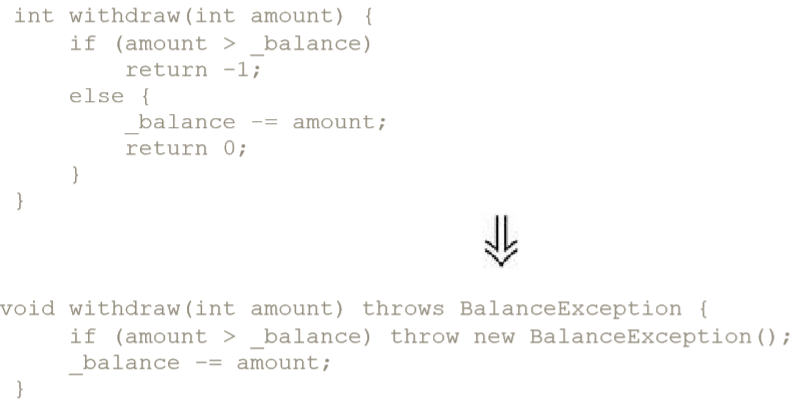 int withdraw(int amount) {
if (amount > _balance)
return -1;
else {
_balance -= amount;
return 0;
}
}
void withdraw(int amount) throws BalanceException {
if (amount > _balance) throw new BalanceException();
_balance -= amount;
}